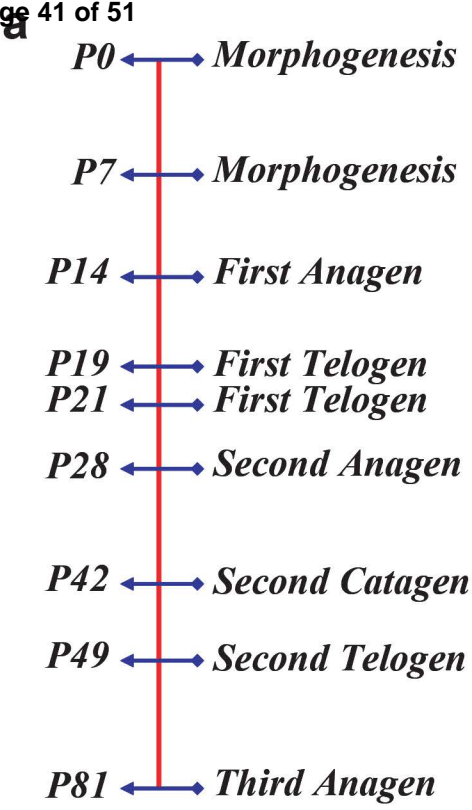 ge 41 of 51
a
P0 Morphogenesis
P7 Morphogenesis
P14 First Anagen
P19 First Telogen
P21 First Telogen
P28 Second Anagen
P42 Second Catagen
P49 Second Telogen
P81 Third Anagen